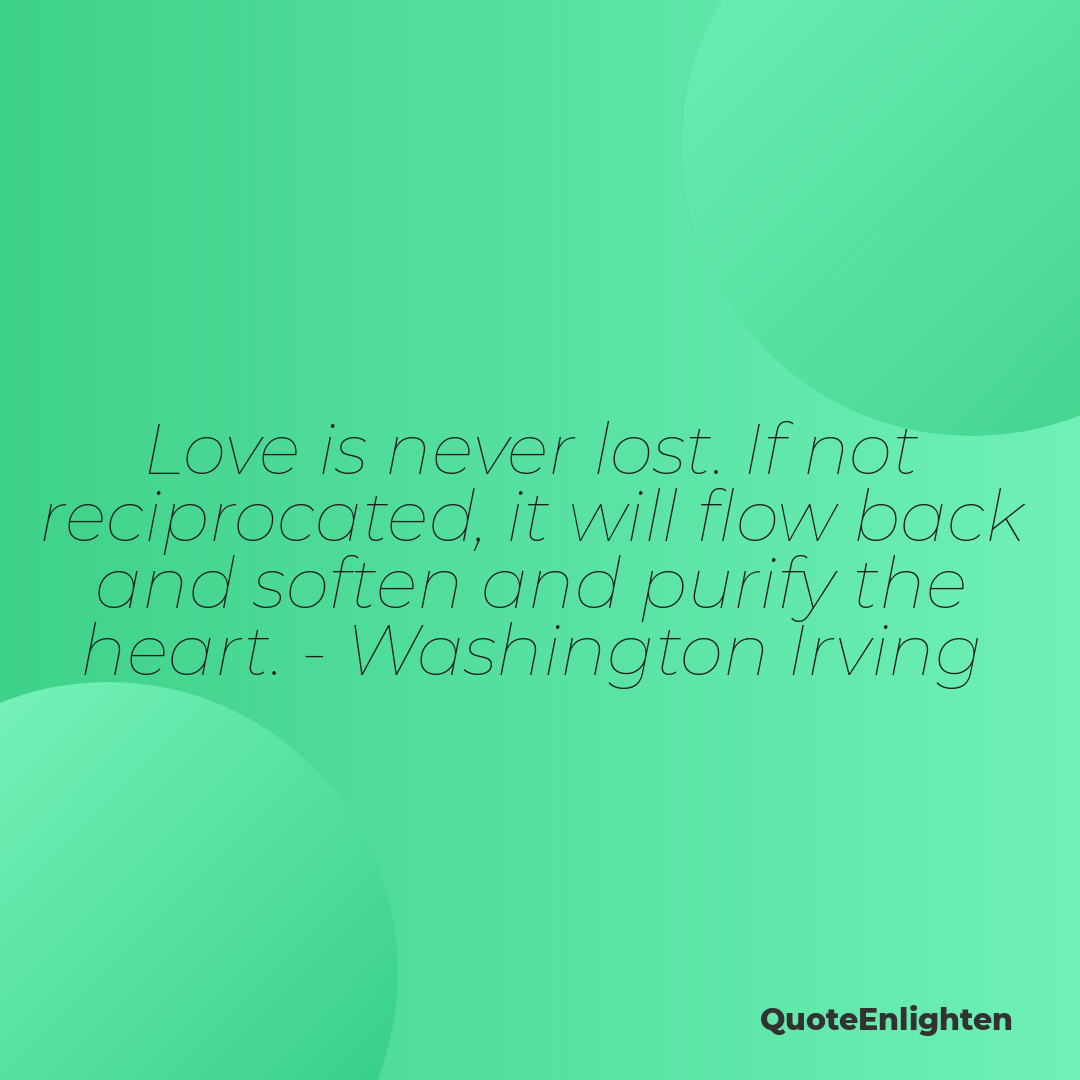 Love is never lost. If not
reciprocated, it will flow back
and soften and purify the
heart. - Washington Irving
QuoteEnlighten